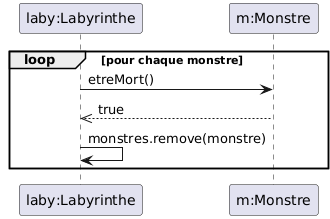 laby:Labyrinthe m:Monstre
loop [pour chaque monstre]
etreMort()
true
monstres.remove(monstre)
laby:Labyrinthe m:Monstre